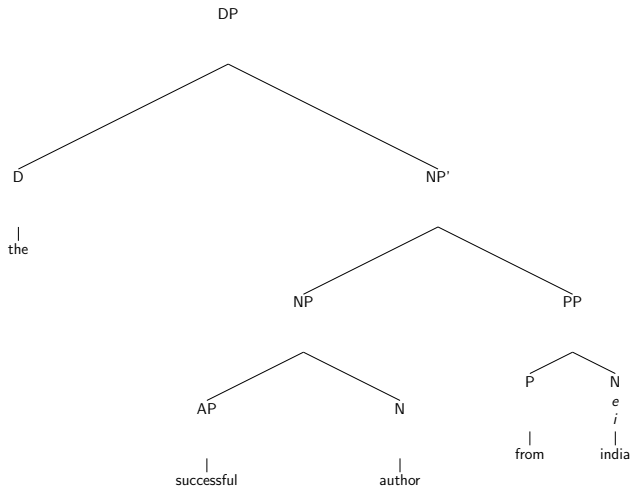 DP
D NP'
the
NP PP
P N
e
AP N i
from india
successful author